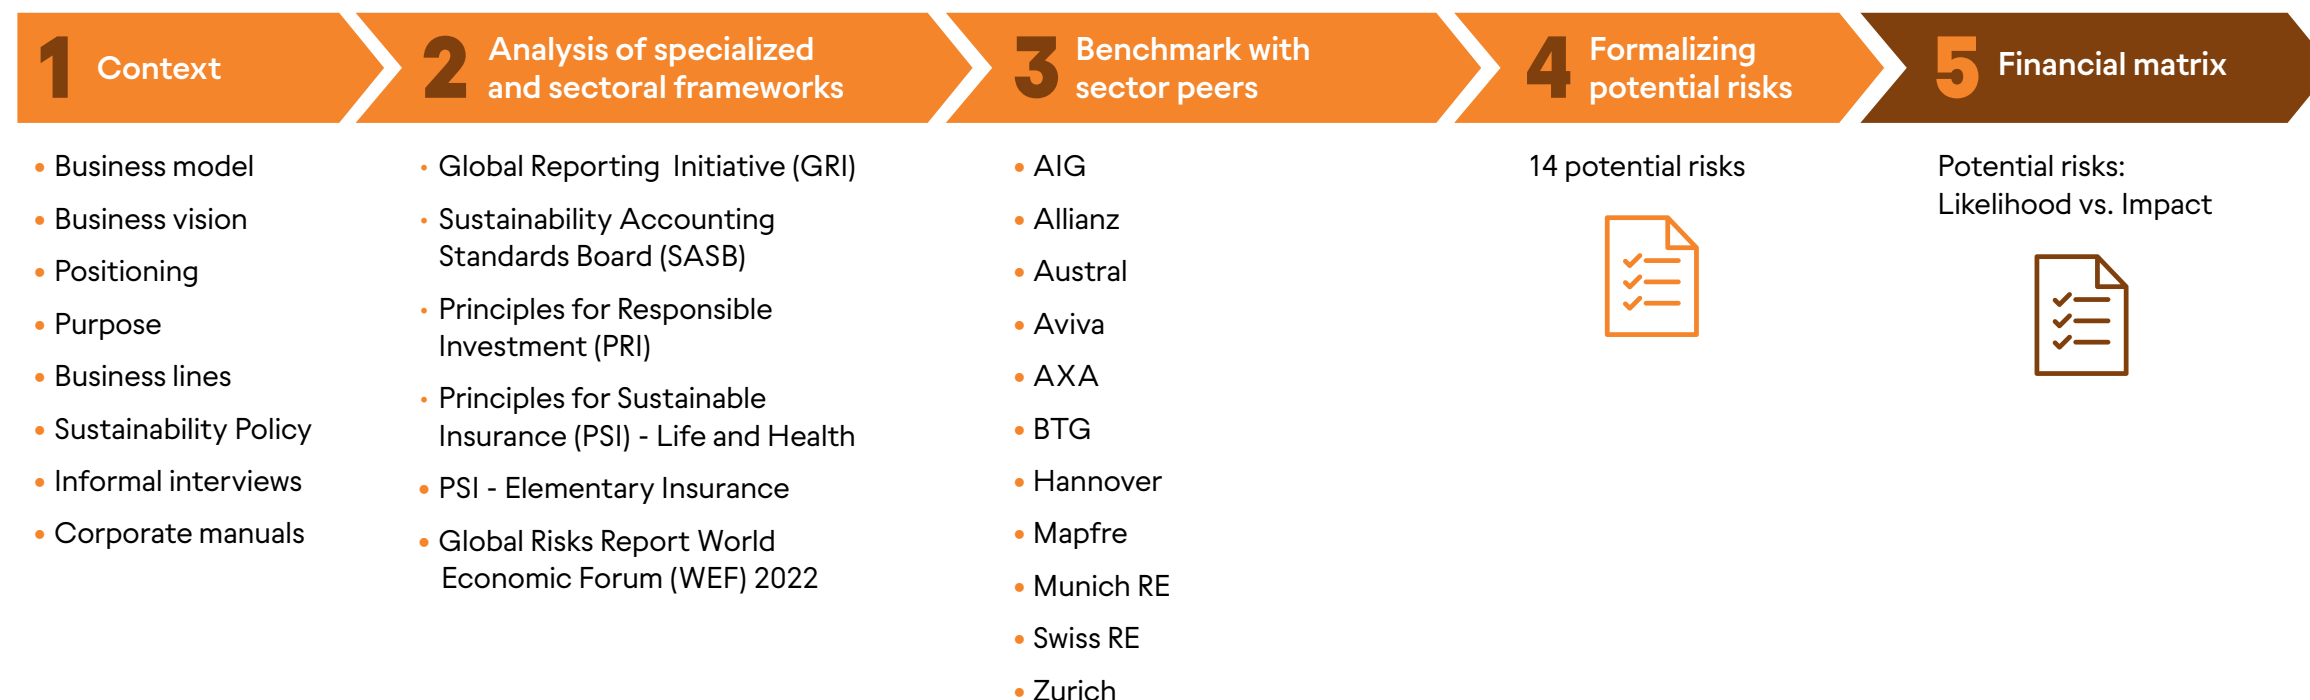 1 Context
• Business model
• Business vision
• Positioning
• Purpose
• Business lines
• Sustainability Policy
• Informal interviews
• Corporate manuals
2 Analysis of specialized
and sectoral frameworks
• Global Reporting Initiative (GRI)
• Sustainability Accounting
Standards Board (SASB)
• Principles for Responsible
Investment (PRI)
• Principles for Sustainable
Insurance (PSI) - Life and Health
• PSI - Elementary Insurance
• Global Risks Report World
Economic Forum (WEF) 2022
3 Benchmark with
sector peers
• AIG
• Allianz
• Austral
• Aviva
• AXA
• BTG
• Hannover
• Mapfre
• Munich RE
• Swiss RE
• Zurich
4 Formalizing
potential risks
14 potential risks
5 Financial matrix
Potential risks:
Likelihood vs. Impact